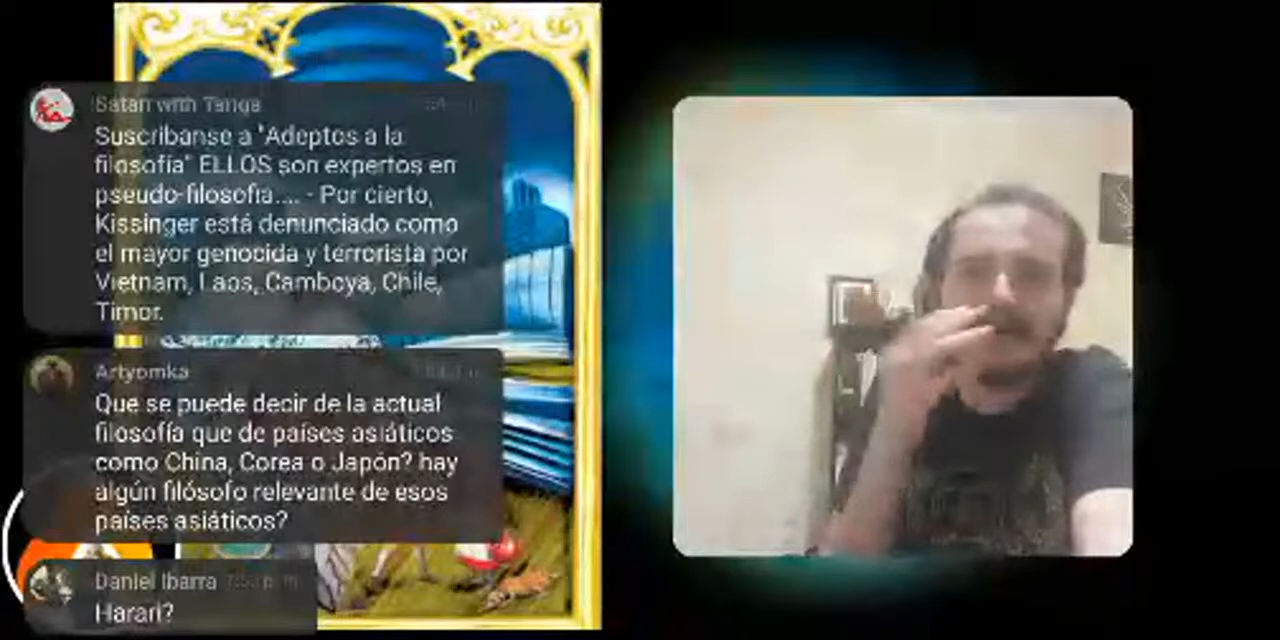 Satan with Tanga
Suscribanse a "Adeptos a la
filosofía" ELLOS son expertos en
pseudo-filosofia.... - Por cierto,
Kissinger está denunciado como
el mayor genocida y terrorista por
Vietnam, Laos, Camboya, Chile,
Timor.
Artyomka
Que se puede decir de la actual
filosofía que de países asiáticos
como China, Corea o Japón? hay
algún filósofo relevante de esos
países asiáticos?
Daniel Ibarra
Harari?